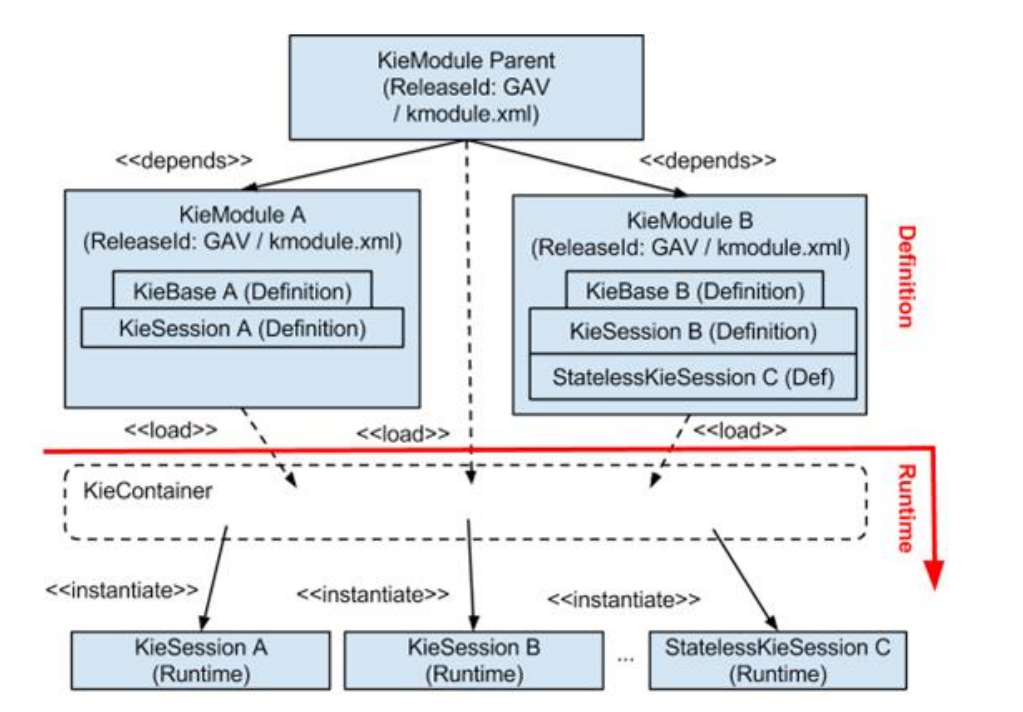 KieModule Parent
(ReleaseId: GAV
/ kmodule.xml)
<<depends>>
<<depends>>
KieModule A
(ReleaseId: GAV / kmodule.xml)
KieBase A (Definition)
KieSession A (Definition)
KieModule B
(ReleaseId: GAV / kmodule.xml)
KieBase B (Definition)
KieSession B (Definition)
StatelessKieSession C (Def)
Definition
<<load>>
<<load>>
<<load>>
KieContainer
Runtime
<<instantiate>>
<<instantiate>>
<<instantiate>>
KieSession A
(Runtime)
KieSession B
(Runtime)
...
StatelessKieSession C
(Runtime)